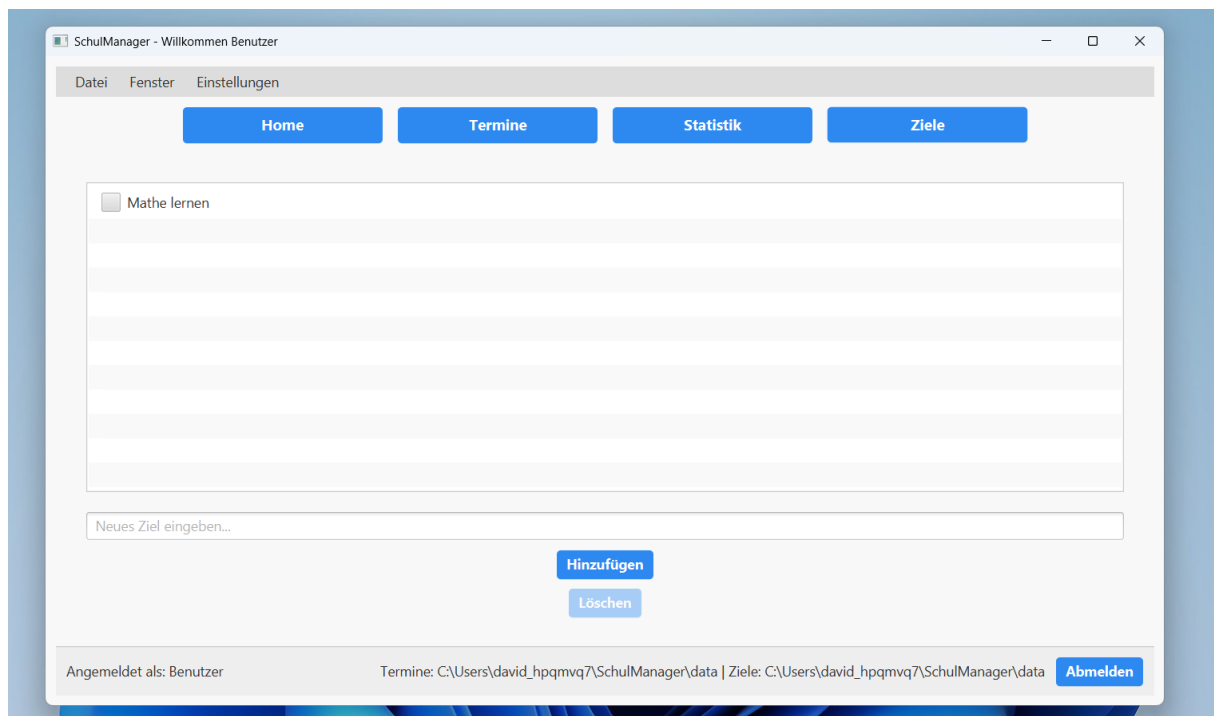 SchulManager - Willkommen Benutzer
Datei Fenster Einstellungen
Home Termine Statistik Ziele
Mathe lernen
Neues Ziel eingeben...
Hinzufügen
Löschen
Angemeldet als: Benutzer Termine: C:\Users\david_hpqmvq7\SchulManager\data | Ziele: C:\Users\david_hpqmvq7\SchulManager\data Abmelden